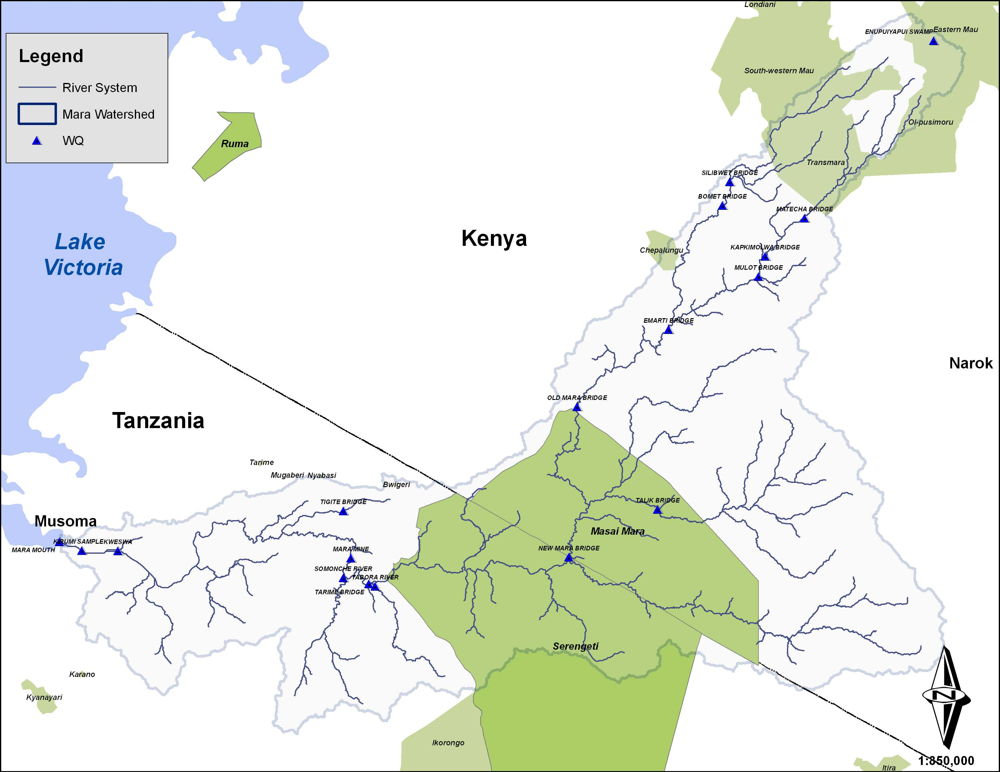 Londiani
ENUPUIYAPUI SWAMP
Eastern Mau
Legend
River System
Mara Watershed
WQ
South-western Mau
Ol-pusimoru
Ruma
Transmara
SILIBWET BRIDGE
BOMET BRIDGE
MATECHA BRIDGE
Kenya
Lake
Victoria
Chepalungu
KAPKIMOLWA BRIDGE
MULOT BRIDGE
EMARTI BRIDGE
Narok
OLD MARA BRIDGE
Tanzania
Tarime
Mugaberi Nyabasi
Bwigeri
TIGITE BRIDGE
TALIK BRIDGE
Musoma
Masai Mara
KIRUMI SAMPLE
KWESWA
MARA MOUTH
MARA MINE
NEW MARA BRIDGE
SOMONCHE RIVER
TABORA RIVER
TARIME BRIDGE
Serengeti
Karano
Kyanayari
N
Ikorongo
1:850,000
Itira